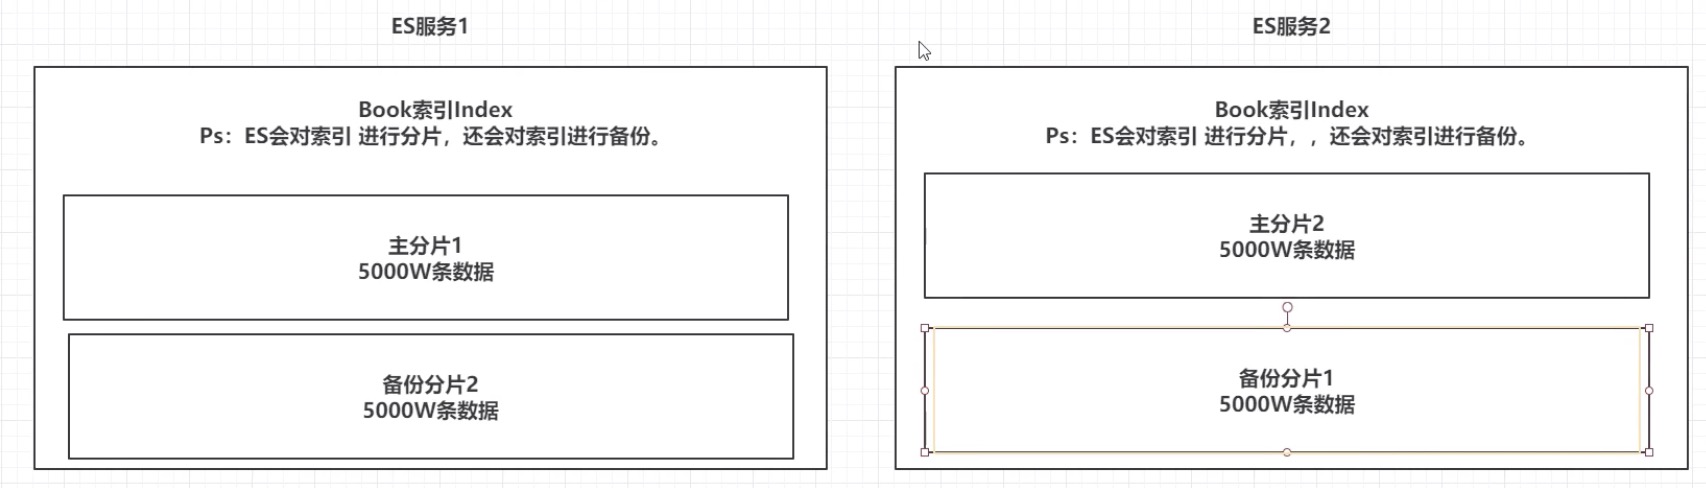 ES服务1
Book索引Index
Ps：ES会对索引 进行分片，还会对索引进行备份。
主分片1
5000W条数据
备份分片2
5000W条数据
ES服务2
Book索引Index
Ps：ES会对索引 进行分片，，还会对索引进行备份。
主分片2
5000W条数据
备份分片1
5000W条数据